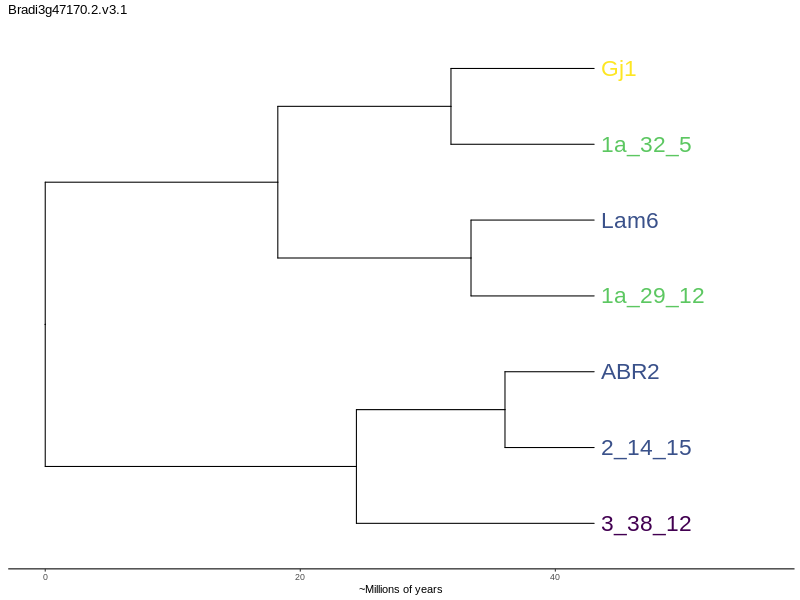 Bradi3g47170.2.v3.1
Gj1
1a_32_5
Lam6
1a_29_12
ABR2
2_14_15
3_38_12
0 20 40
~Millions of years